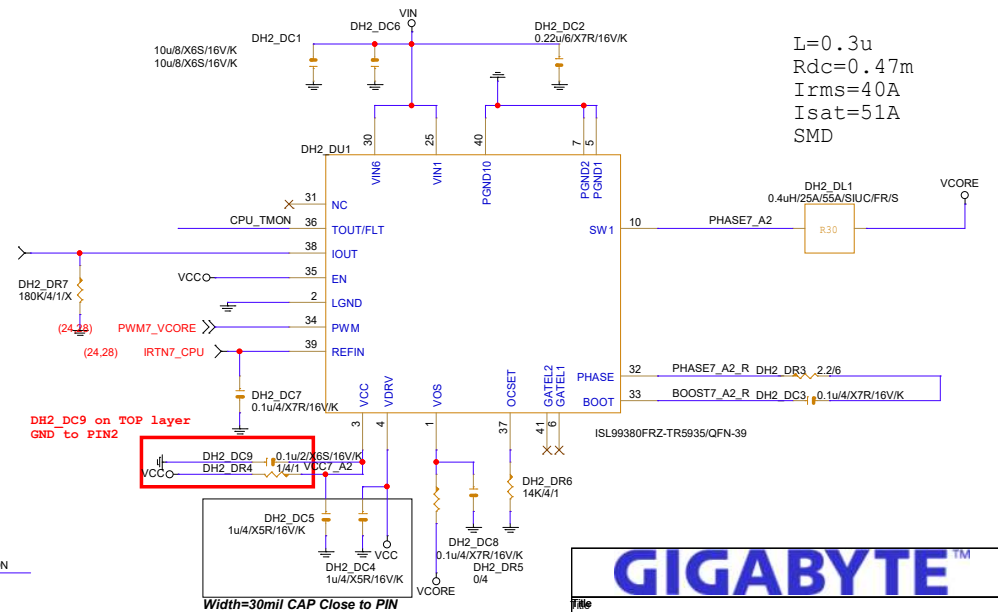 VIN
DH2_DC6
DH2_DC2
DH2_DC1
0.22u/6/X7R/16V/K
10u/8/X6S/16V/K
10u/8/X6S/16V/K
L=0.3u
Rdc=0.47m
Irms=40A
Isat=51A
SMD
30
25
40
7
5
DH2_DU1
VIN6
VIN1
PGND10
PGND2
PGND1
31
NC
CPU_TMON
36
TOUT/FLT
38
IOUT
VCC
35
EN
2
LGND
34
PWM
39
REFIN
DH2_DR7
180K/4/1/X
(24,28)
PWM7_VCORE
(24,28)
IRTN7_CPU
SW1
10
PHASE7_A2
DH2_DL1
0.4uH/25A/55A/SIUC/FR/S
R30
VCORE
PHASE
32
PHASE7_A2_R
DH2_DR3
2.2/6
BOOT
33
BOOST7_A2_R
DH2_DC3
0.1u/4/X7R/16V/K
VCC
VDRV
VOS
OCSET
GATEL2
GATEL1
3
4
1
37
41
6
ISL99380FRZ-TR5935/QFN-39
DH2_DC7
0.1u/4/X7R/16V/K
DH2_DC9 on TOP layer
GND to PIN2
DH2_DC9
0.1u/2/X6S/16V/K
VCC
DH2_DR4
1/4/1
VCC7_A2
DH2_DR6
14K/4/1
DH2_DC5
1u/4/X5R/16V/K
VCC
DH2_DC4
1u/4/X5R/16V/K
DH2_DC8
0.1u/4/X7R/16V/K
DH2_DR5
0/4
VCORE
Width=30mil CAP Close to PIN
GIGABYTE™
Title